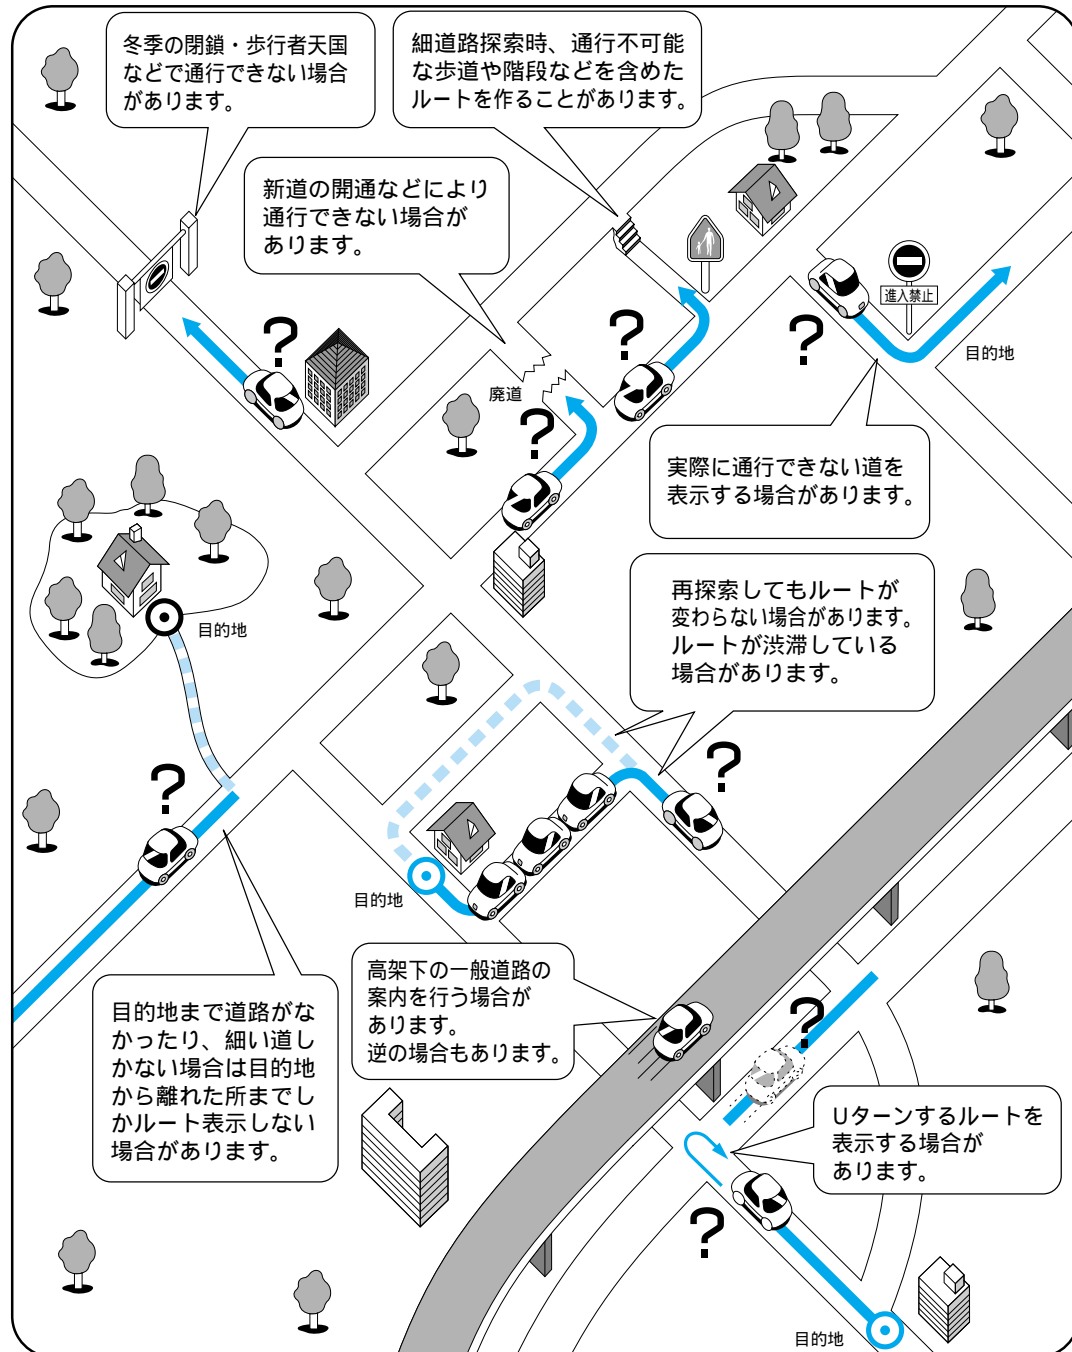 冬季の閉鎖・歩行者天国
などで通行できない場合
があります。
細道路探索時、通行不可能
な歩道や階段などを含めた
ルートを作ることがあります。
新道の開通などにより
通行できない場合が
あります。
進入禁止
目的地
廃道
実際に通行できない道を
表示する場合があります。
再探索してもルートが
変わらない場合があります。
ルートが渋滞している
場合があります。
目的地
目的地
高架下の一般道路の
案内を行う場合が
あります。
逆の場合もあります。
目的地まで道路がな
かったり、細い道し
かない場合は目的地
から離れた所までし
かルート表示しない
場合があります。
Uターンするルートを
表示する場合が
あります。
目的地